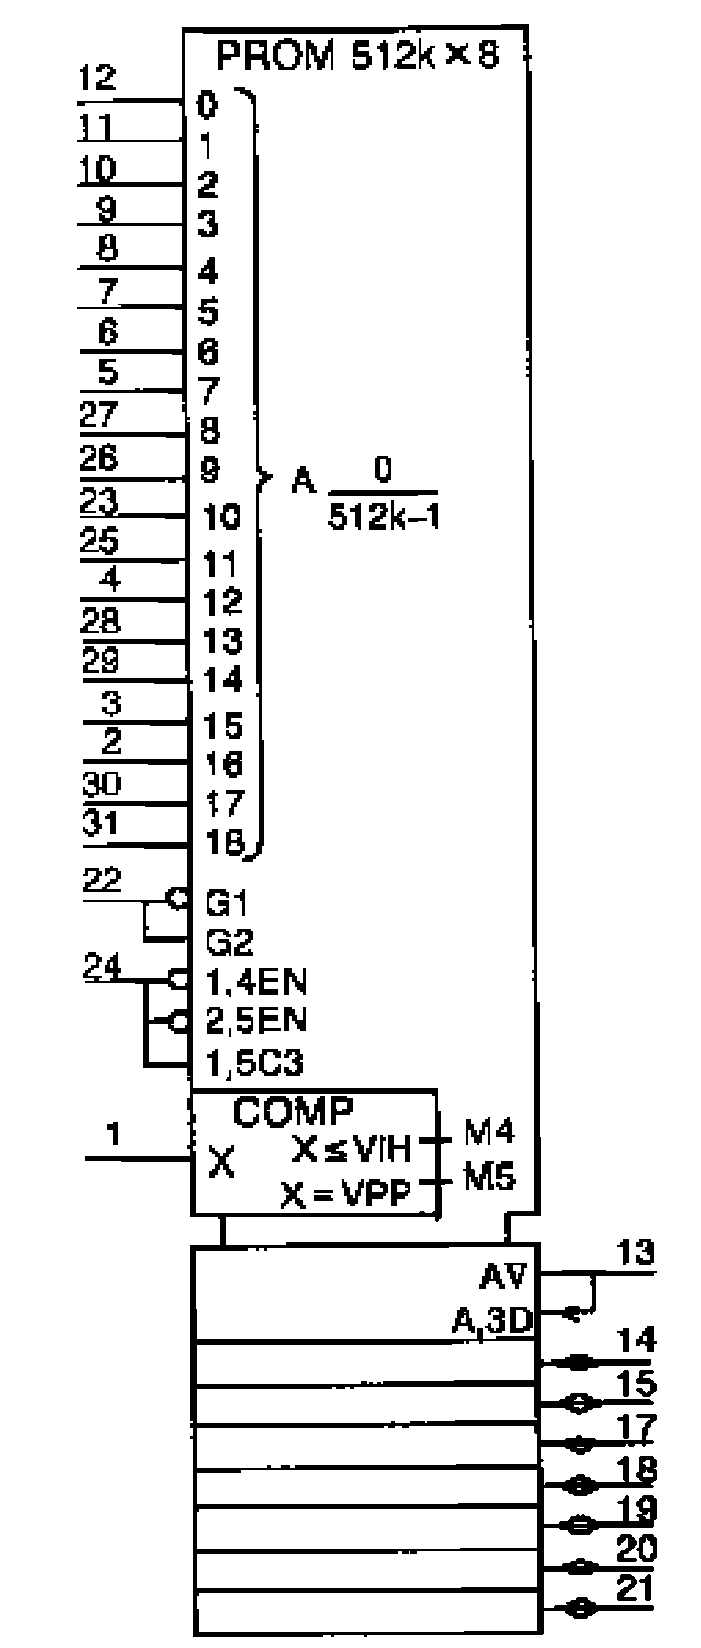 PROM 512k × 8
12 0
11 1
10 2
9 3
8 4
7 5
6 6
5 7
27 8
26 9
A 0
512k–1
23 10
25 11
4 12
28 13
29 14
3 15
2 16
30 17
31 18
22 G1
G2
24 1,4EN
2,5EN
1,5C3
COMP
1 X
X ≤ VIH M4
X = VPP M5
A∇ 13
A,3D
14
15
17
18
19
20
21